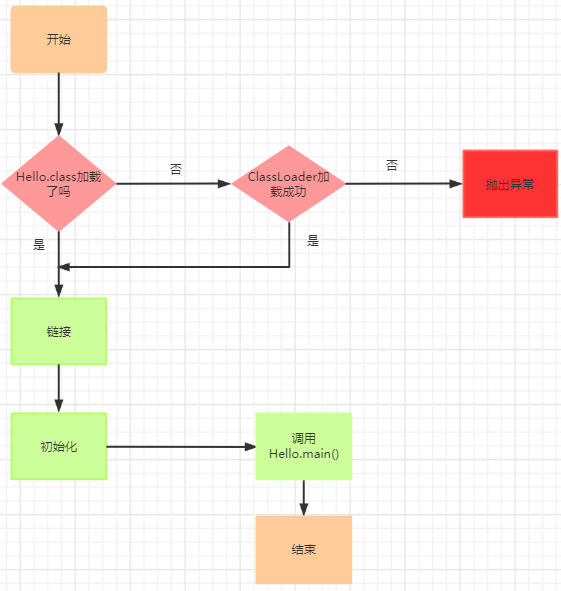 开始
Hello.class加载
了吗
否
ClassLoader加
载成功
否
抛出异常
是
是
链接
初始化
调用
Hello.main()
结束